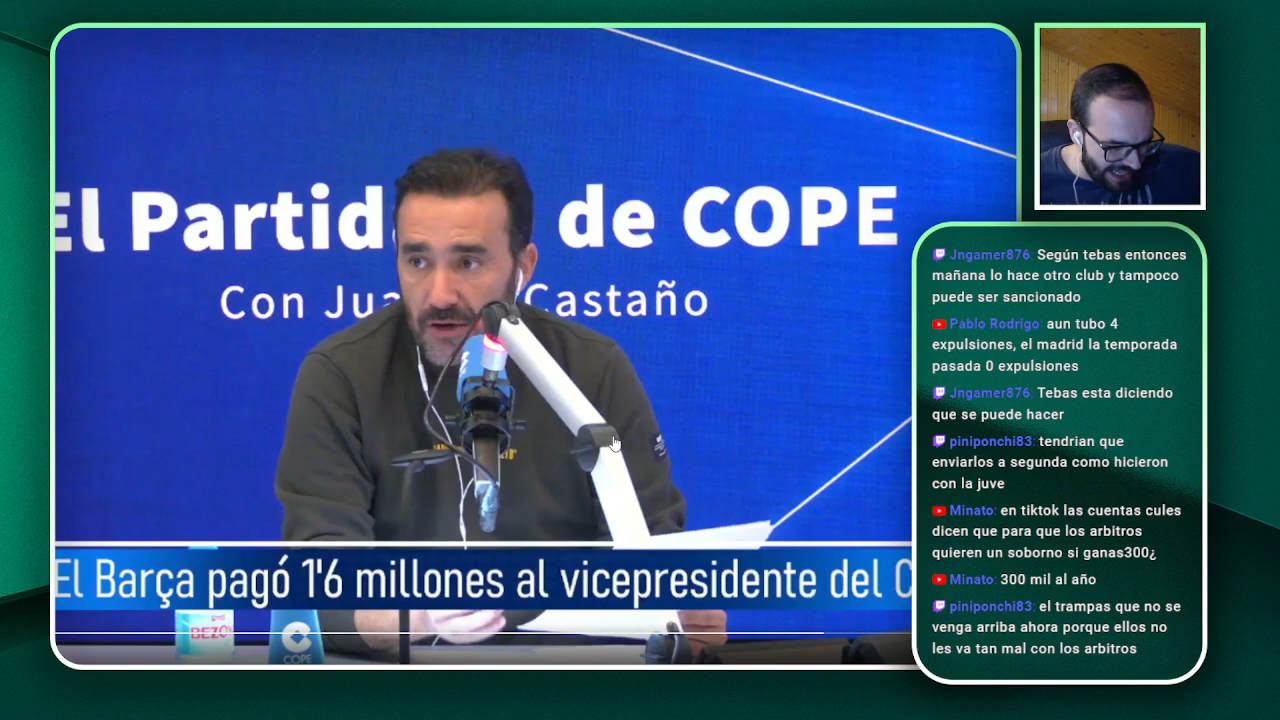 El Partid de COPE
Con Jua Castaño
El Barça pagó 1'6 millones al vicepresidente del C
BEZO
COPE
Jngamer876: Según tebas entonces
mañana lo hace otro club y tampoco
puede ser sancionado
Pablo Rodrigo: aun tubo 4
expulsiones, el madrid la temporada
pasada 0 expulsiones
Jngamer876: Tebas esta diciendo
que se puede hacer
piniponchi83: tendrian que
enviarlos a segunda como hicieron
con la juve
Minato: en tiktok las cuentas cules
dicen que para que los arbitros
quieren un soborno si ganas300¿
Minato: 300 mil al año
piniponchi83: el trampas que no se
venga arriba ahora porque ellos no
les va tan mal con los arbitros